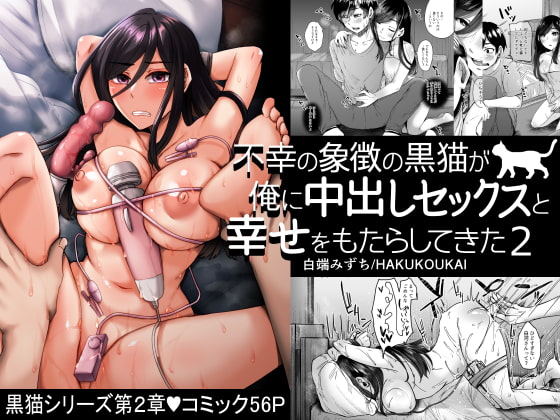 不幸の象徴の黒猫が
俺に中出しセックスと
幸せをもたらしてきた2
白端みずち/HAKUKOUKAI
黒猫シリーズ第2章♥コミック56P